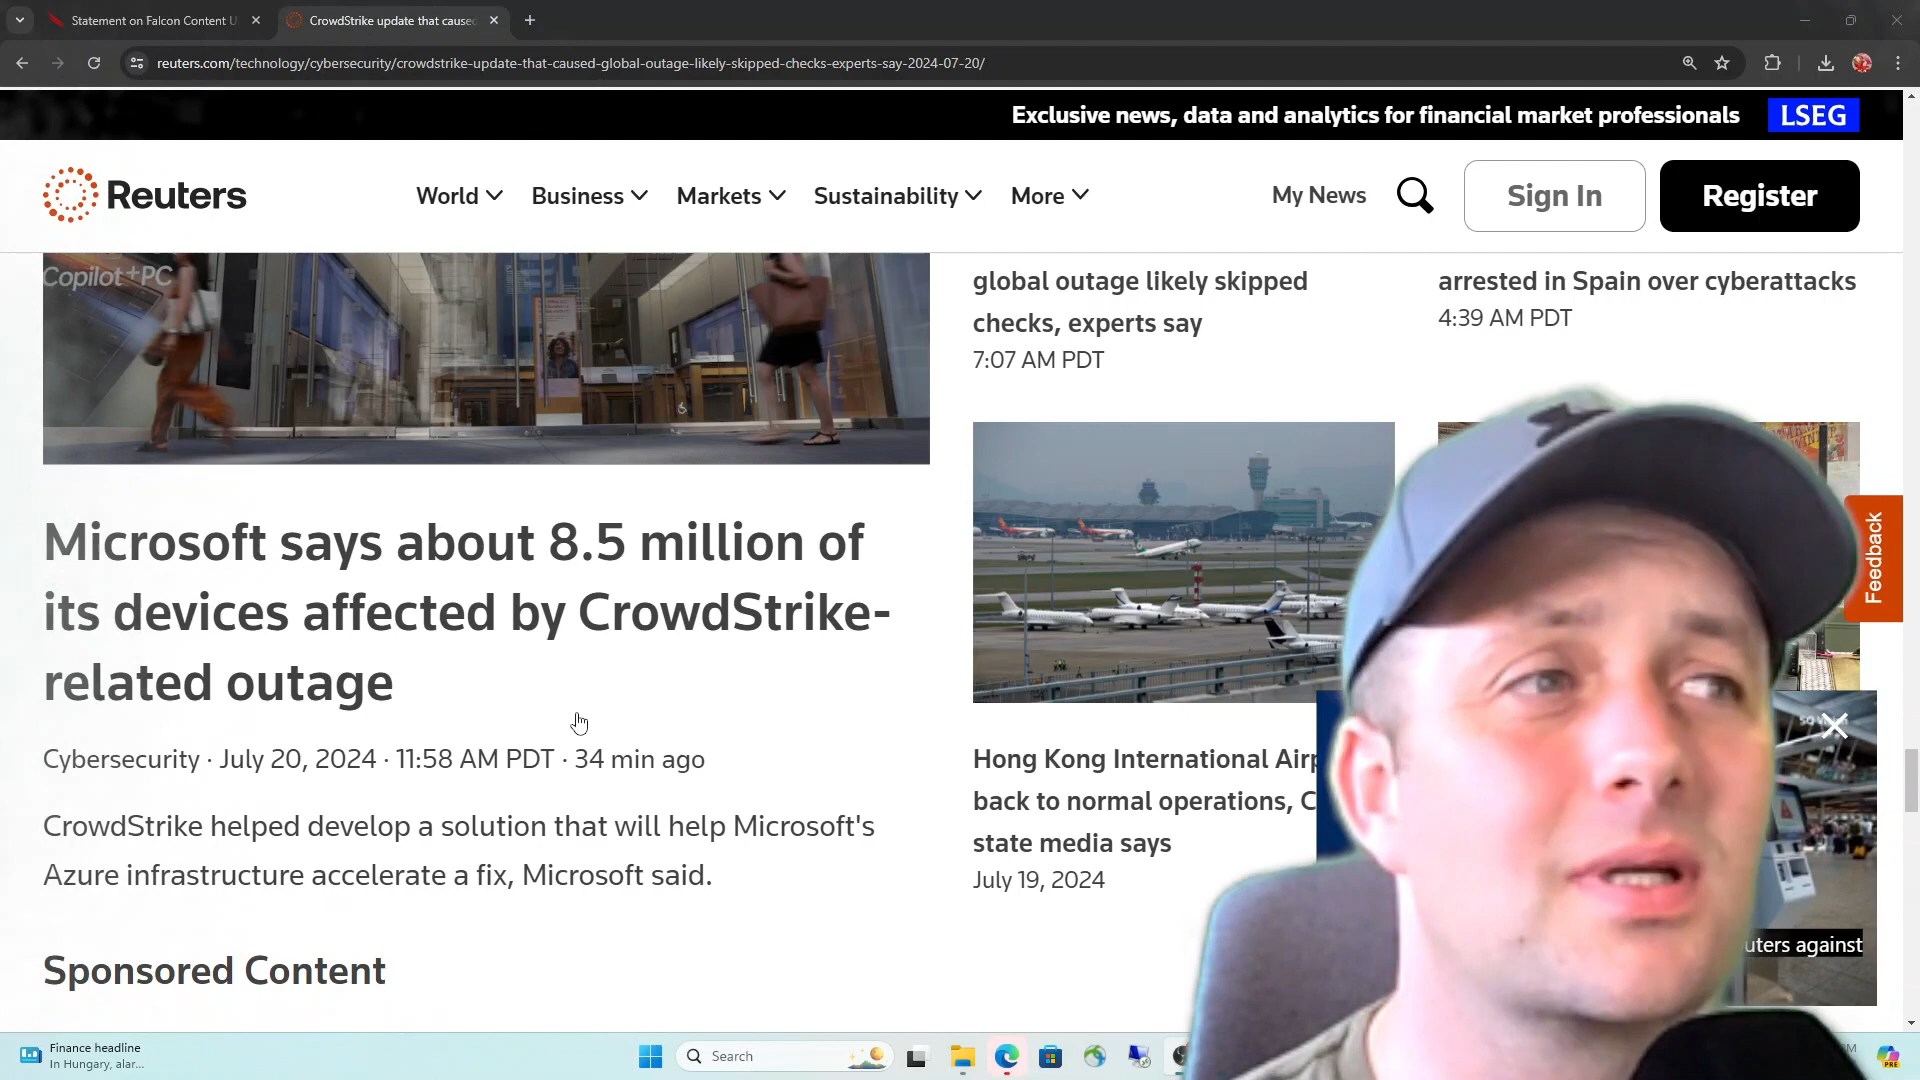 Statement on Falcon Content U
CrowdStrike update that cause
reuters.com/technology/cybersecurity/crowdstrike-update-that-caused-global-outage-likely-skipped-checks-experts-say-2024-07-20/
Exclusive news, data and analytics for financial market professionals
LSEG
Reuters
World
Business
Markets
Sustainability
More
My News
Sign In
Register
Copilot+PC
global outage likely skipped
checks, experts say
7:07 AM PDT
arrested in Spain over cyberattacks
4:39 AM PDT
Microsoft says about 8.5 million of
its devices affected by CrowdStrike-
related outage
Cybersecurity · July 20, 2024 · 11:58 AM PDT · 34 min ago
CrowdStrike helped develop a solution that will help Microsoft's
Azure infrastructure accelerate a fix, Microsoft said.
Hong Kong International Airp
back to normal operations, C
state media says
July 19, 2024
Feedback
uters against
Sponsored Content
Finance headline
In Hungary, alar...
Search
PRE